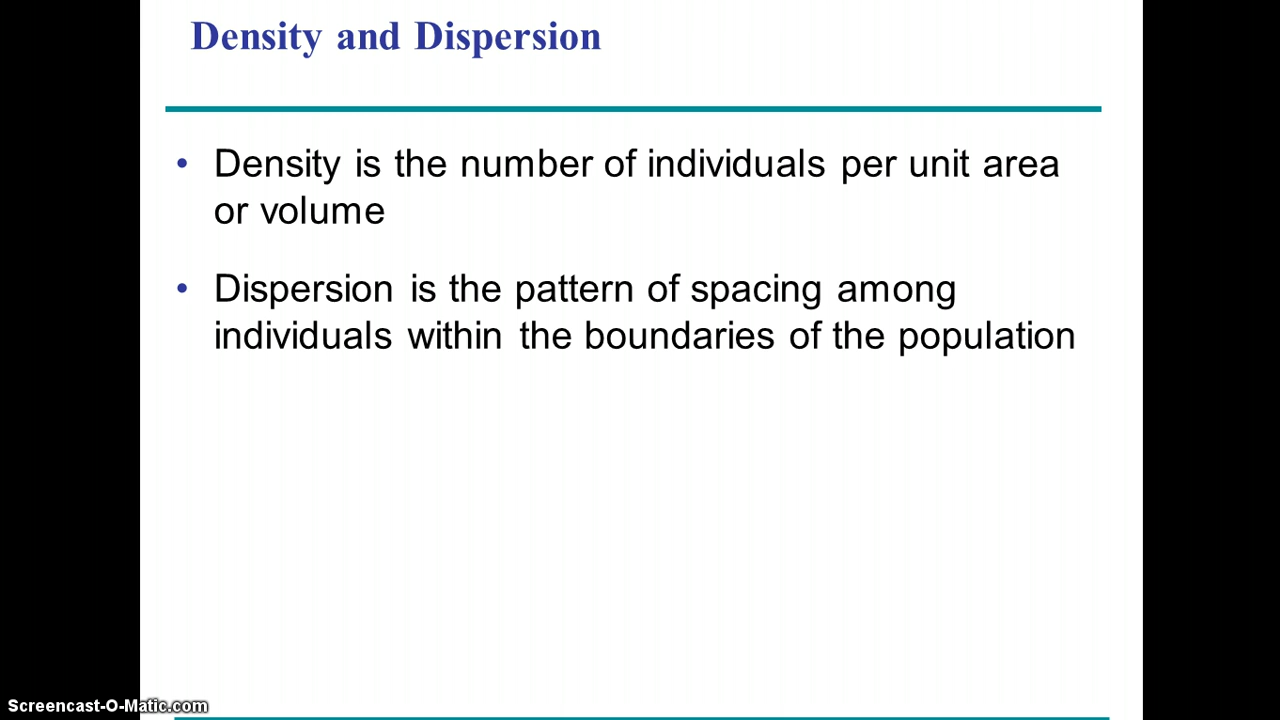 Density and Dispersion
• Density is the number of individuals per unit area
or volume
• Dispersion is the pattern of spacing among
individuals within the boundaries of the population
Screencast-O-Matic.com